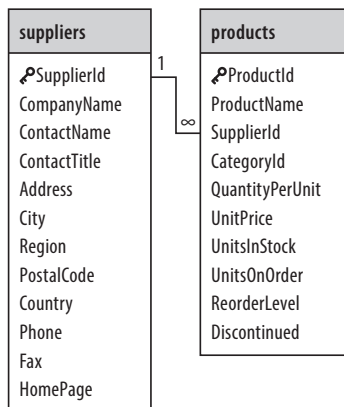 suppliers
SupplierId
CompanyName
ContactName
ContactTitle
Address
City
Region
PostalCode
Country
Phone
Fax
HomePage
1
∞
products
ProductId
ProductName
SupplierId
CategoryId
QuantityPerUnit
UnitPrice
UnitsInStock
UnitsOnOrder
ReorderLevel
Discontinued